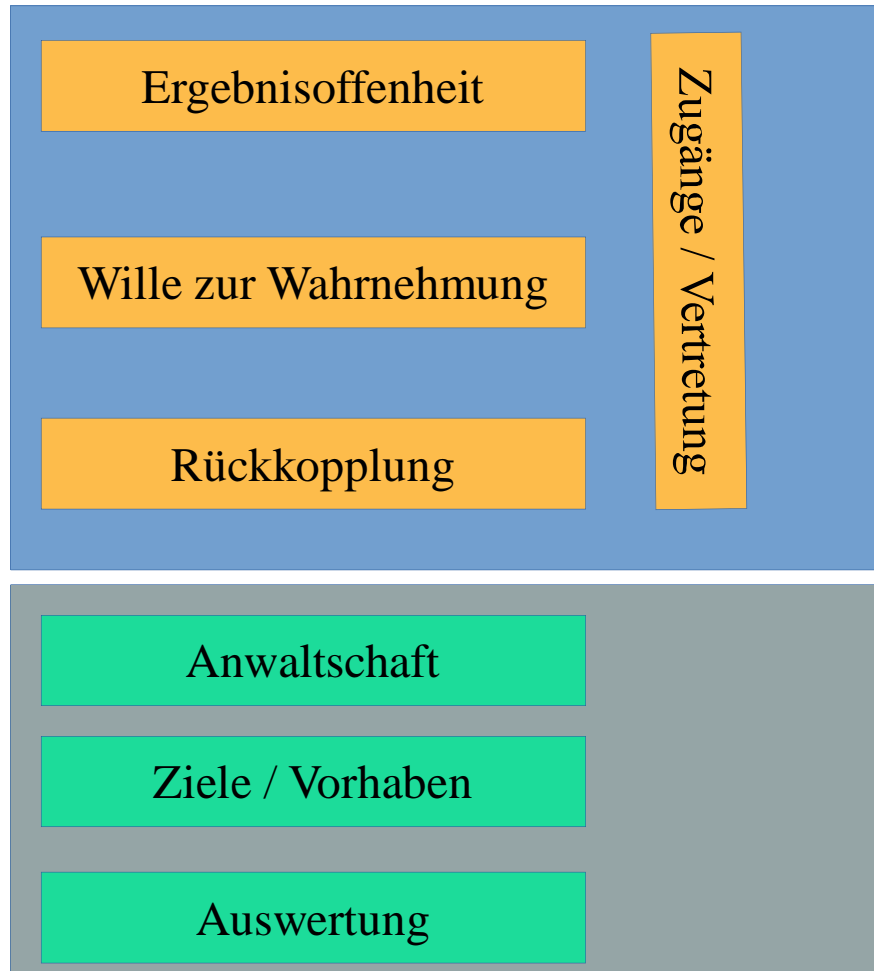 Ergebnisoffenheit
Wille zur Wahrnehmung
Rückkopplung
Zugänge / Vertretung
Anwaltschaft
Ziele / Vorhaben
Auswertung